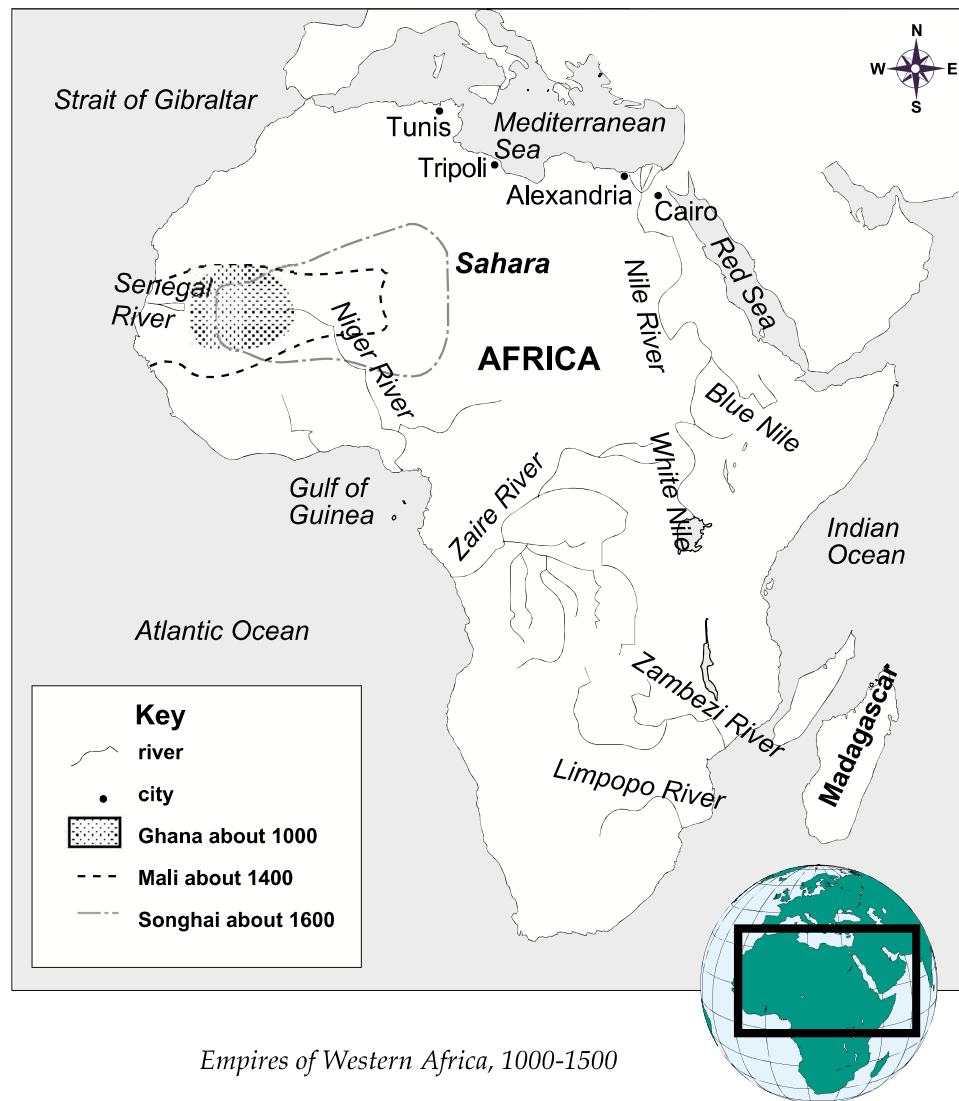 N
W
E
S
Strait of Gibraltar
Tunis
Mediterranean
Sea
Tripoli
Alexandria
Cairo
Red Sea
Sahara
Senegal
River
Niger River
Nile River
AFRICA
Blue Nile
White Nile
Gulf of
Guinea
Zaire River
Indian
Ocean
Atlantic Ocean
Zambezi River
Madagascar
Limpopo River
Key
river
city
Ghana about 1000
Mali about 1400
Songhai about 1600
Empires of Western Africa, 1000-1500